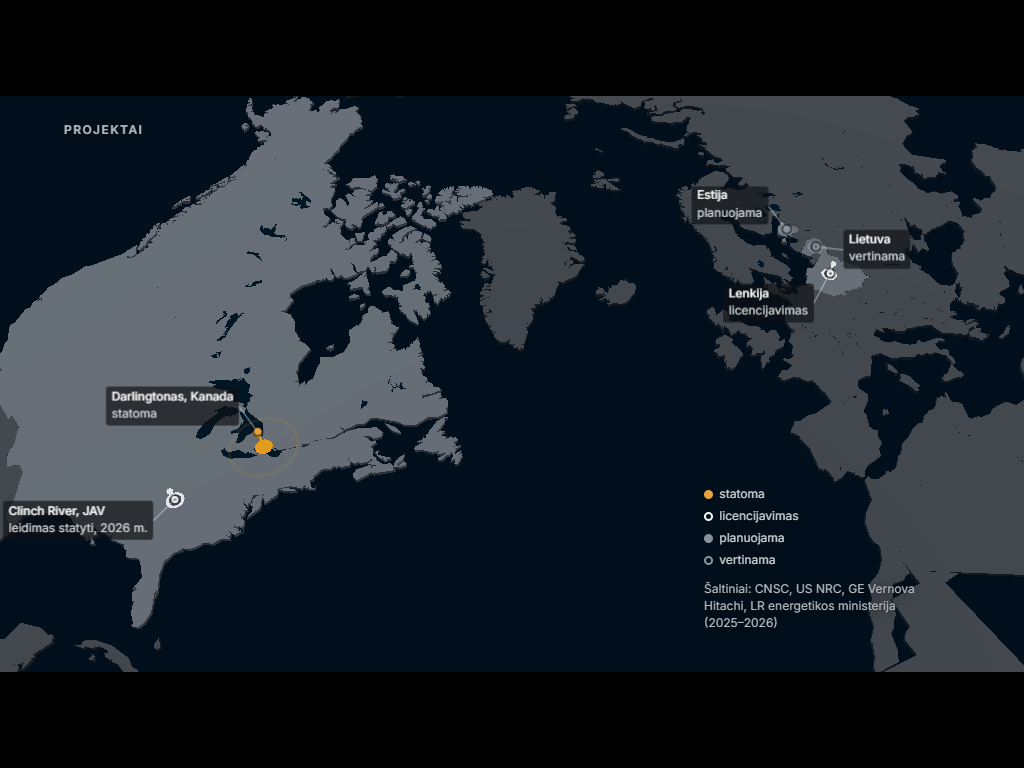 PROJEKTAI
Estija
planuojama
Lietuva
vertinama
Lenkija
licencijavimas
Darlingtonas, Kanada
statoma
Clinch River, JAV
leidimas statyti, 2026 m.
statoma
licencijavimas
planuojama
vertinama
Šaltiniai: CNSC, US NRC, GE Vernova
Hitachi, LR energetikos ministerija
(2025–2026)